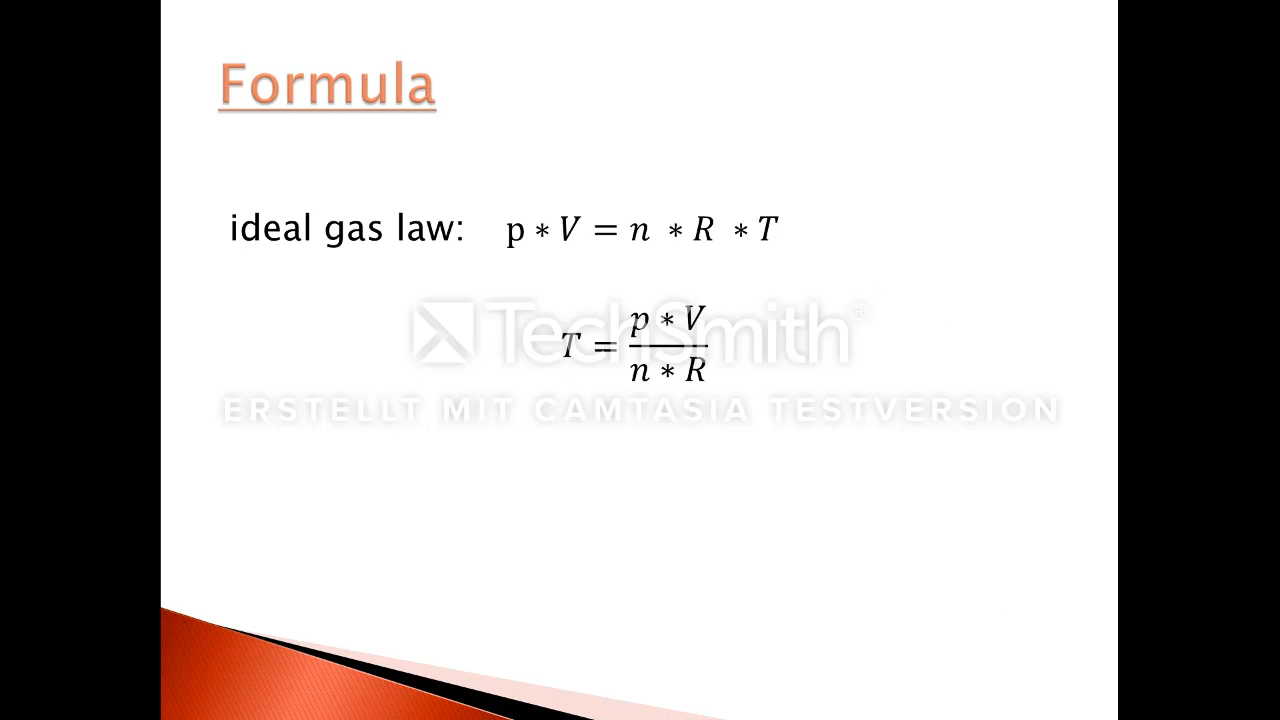 Formula
ideal gas law: p ∗ V = n ∗ R ∗ T
T = p ∗ V / n ∗ R
TechSmith®
ERSTELLT MIT CAMTASIA TESTVERSION